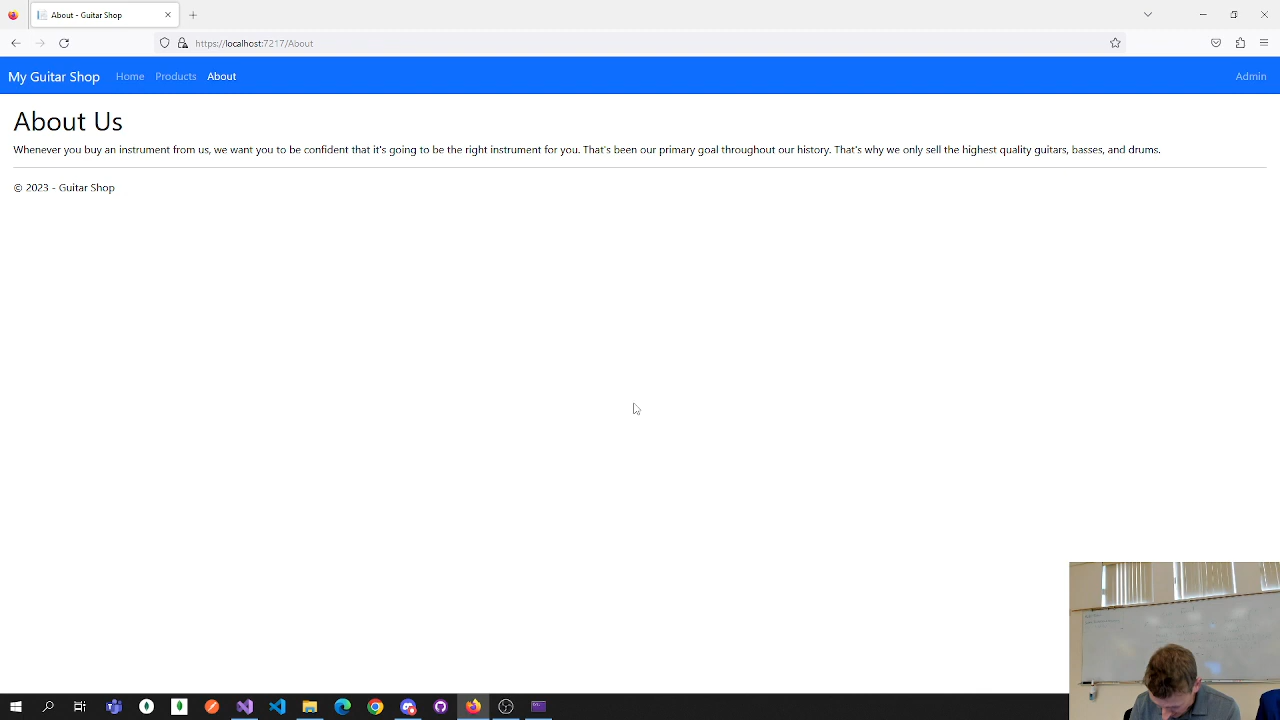 About - Guitar Shop
https://localhost:7217/About
My Guitar Shop Home Products About Admin
About Us
Whenever you buy an instrument from us, we want you to be confident that it's going to be the right instrument for you. That's been our primary goal throughout our history. That's why we only sell the highest quality guitars, basses, and drums.
© 2023 - Guitar Shop